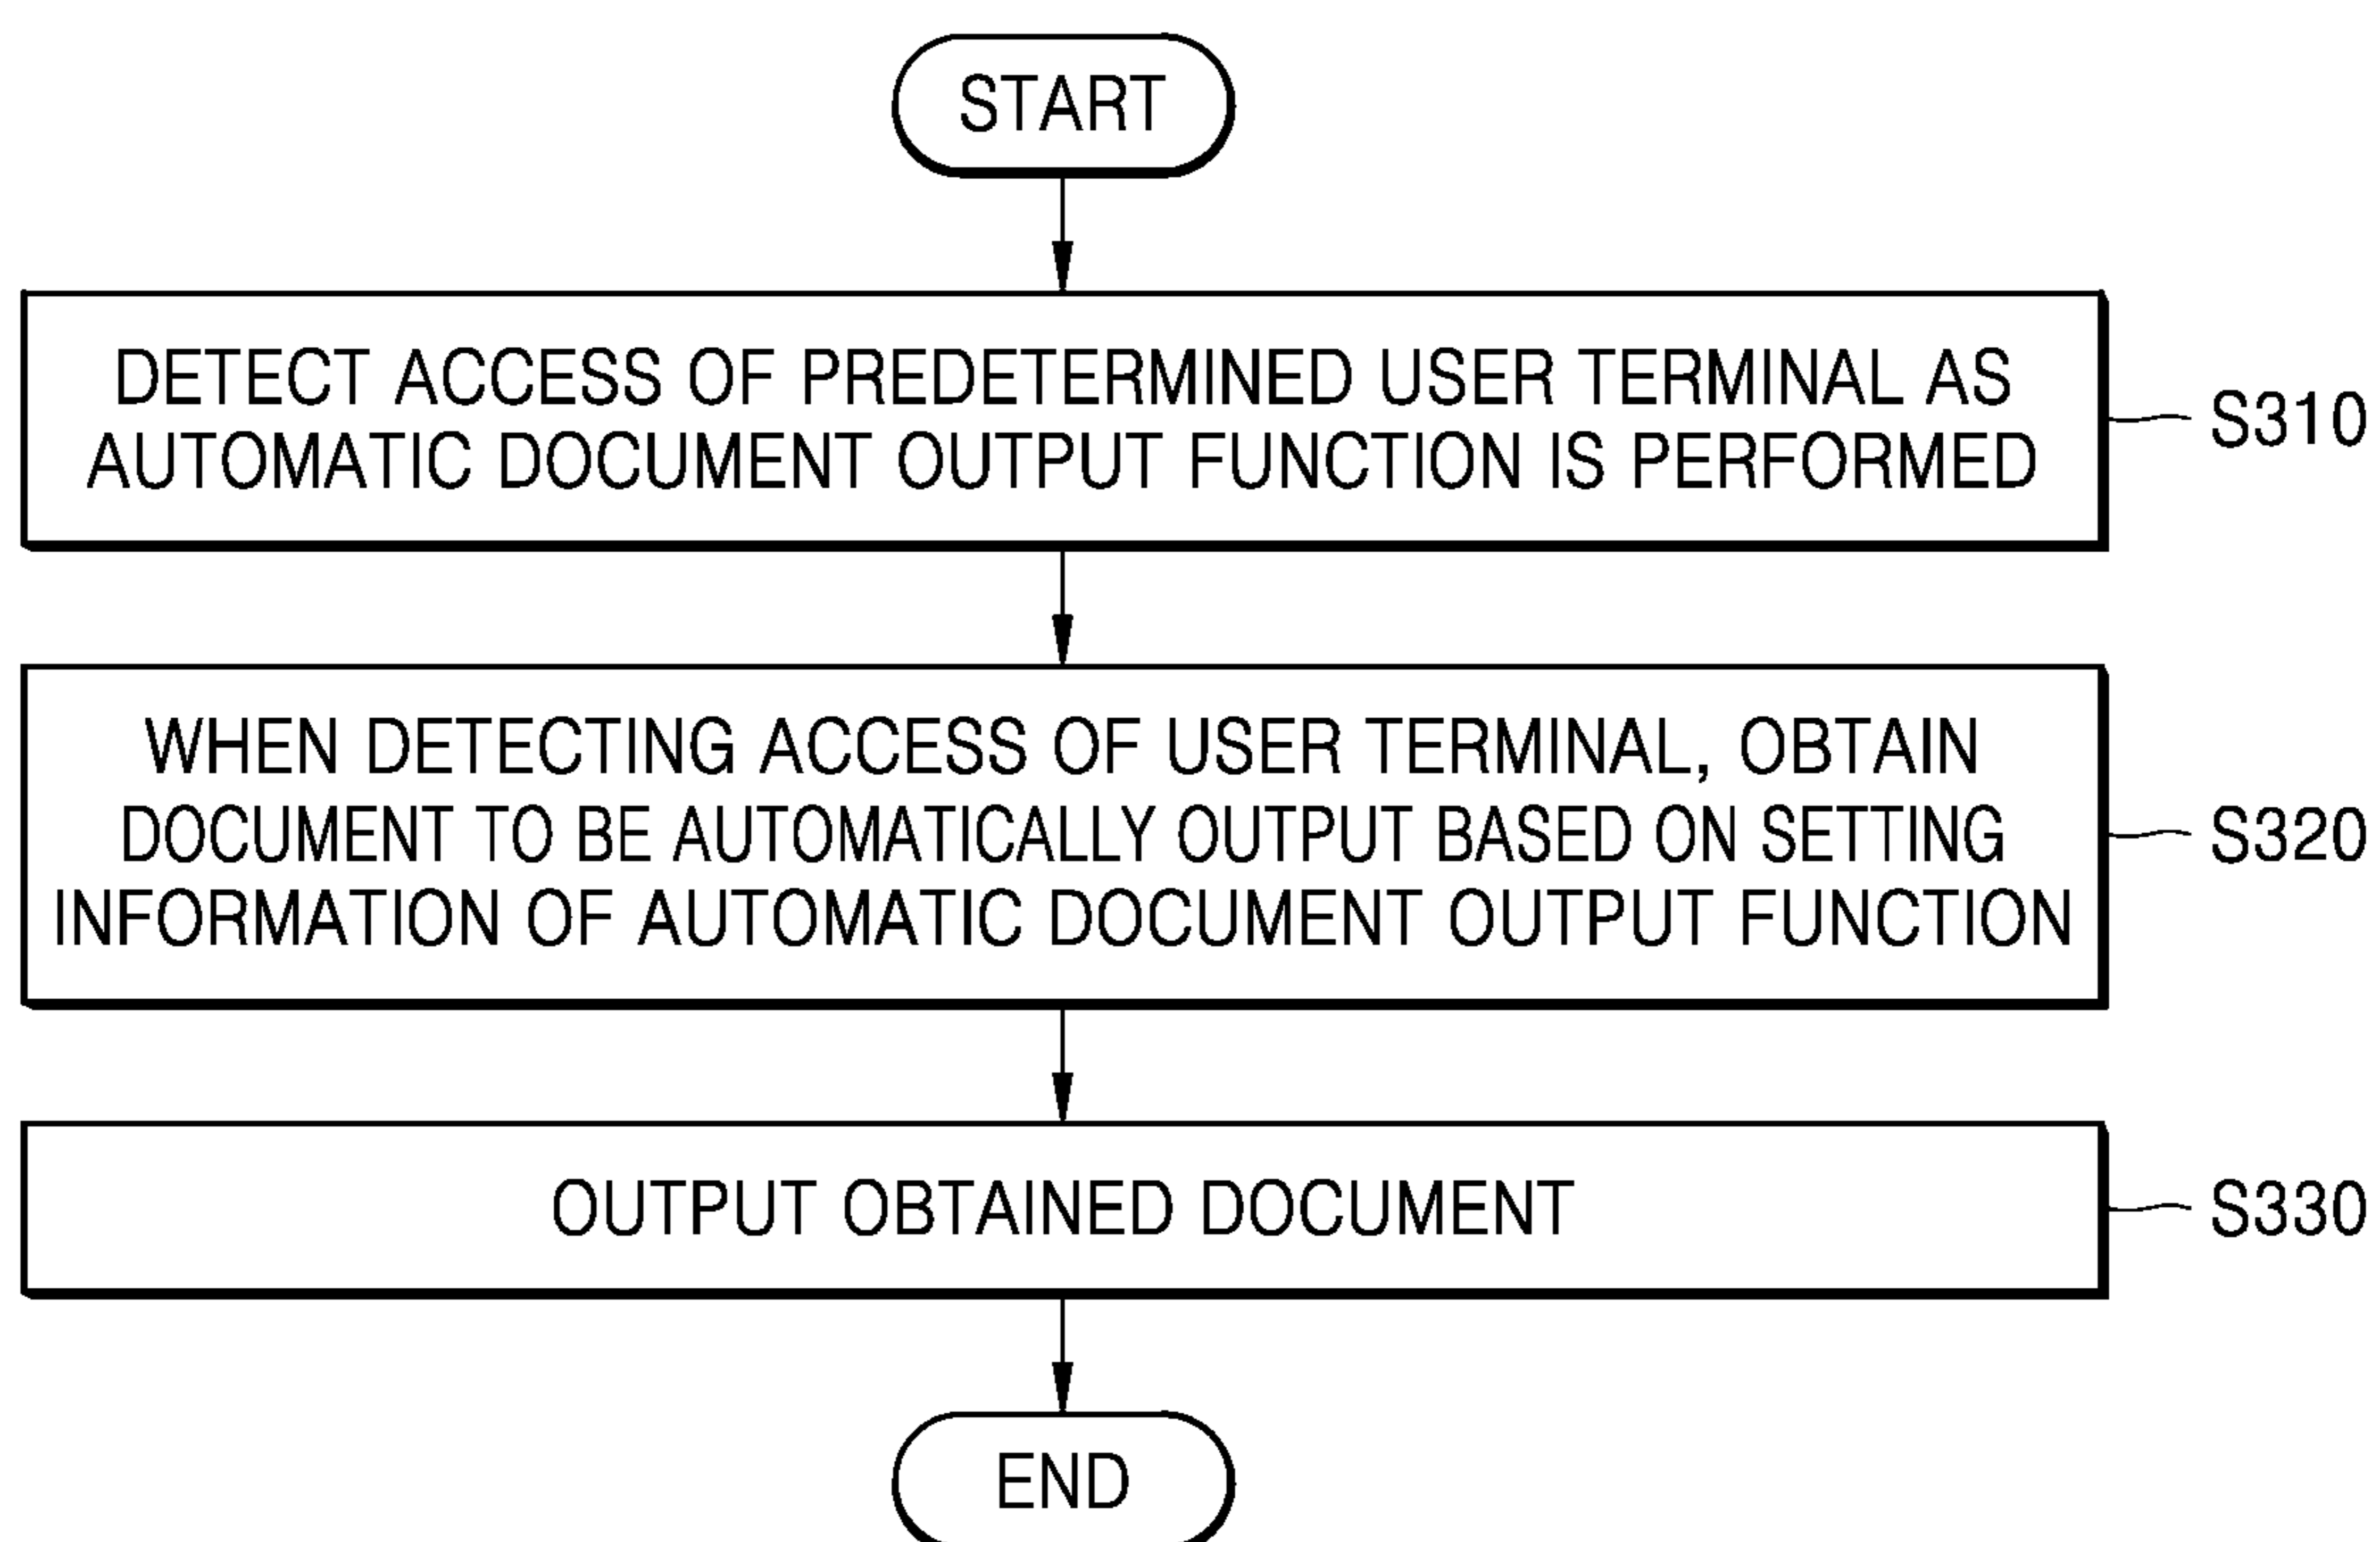 START
DETECT ACCESS OF PREDETERMINED USER TERMINAL AS
AUTOMATIC DOCUMENT OUTPUT FUNCTION IS PERFORMED
S310
WHEN DETECTING ACCESS OF USER TERMINAL, OBTAIN
DOCUMENT TO BE AUTOMATICALLY OUTPUT BASED ON SETTING
INFORMATION OF AUTOMATIC DOCUMENT OUTPUT FUNCTION
S320
OUTPUT OBTAINED DOCUMENT
S330
END